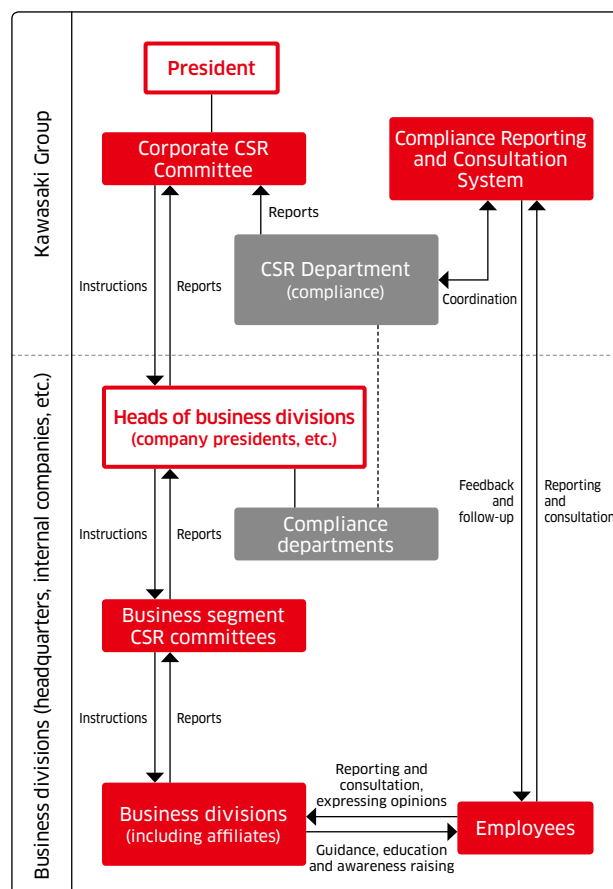 Kawasaki Group
President
Corporate CSR
Committee
Compliance Reporting
and Consultation
System
Reports
CSR Department
(compliance)
Instructions
Reports
Coordination
Business divisions (headquarters, internal companies, etc.)
Heads of business divisions
(company presidents, etc.)
Feedback
and
follow-up
Reporting
and
consultation
Instructions
Reports
Compliance
departments
Business segment
CSR committees
Instructions
Reports
Reporting and
consultation,
expressing opinions
Business divisions
(including affiliates)
Employees
Guidance, education
and awareness raising